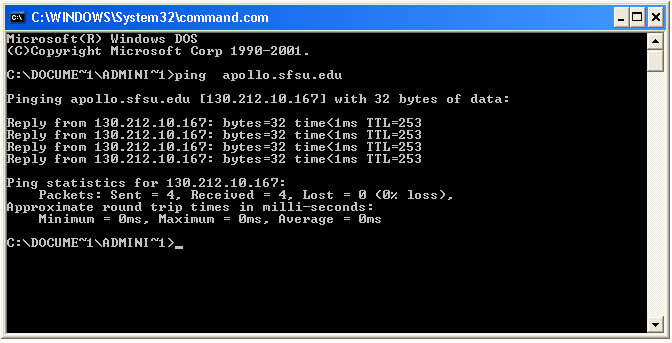 C:\WINDOWS\System32\command.com
Microsoft(R) Windows DOS
(C)Copyright Microsoft Corp 1990-2001.
C:\DOCUME~1\ADMINI~1>ping  apollo.sfsu.edu
Pinging apollo.sfsu.edu [130.212.10.167] with 32 bytes of data:
Reply from 130.212.10.167: bytes=32 time<1ms TTL=253
Reply from 130.212.10.167: bytes=32 time<1ms TTL=253
Reply from 130.212.10.167: bytes=32 time<1ms TTL=253
Reply from 130.212.10.167: bytes=32 time<1ms TTL=253
Ping statistics for 130.212.10.167:
    Packets: Sent = 4, Received = 4, Lost = 0 (0% loss),
Approximate round trip times in milli-seconds:
    Minimum = 0ms, Maximum = 0ms, Average = 0ms
C:\DOCUME~1\ADMINI~1>_